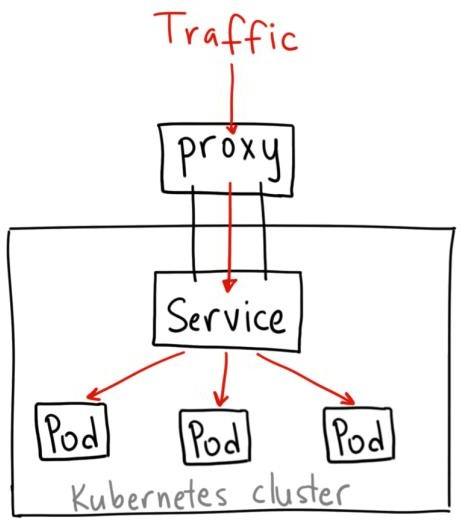 Traffic
proxy
Service
Pod
Pod
Pod
Kubernetes cluster